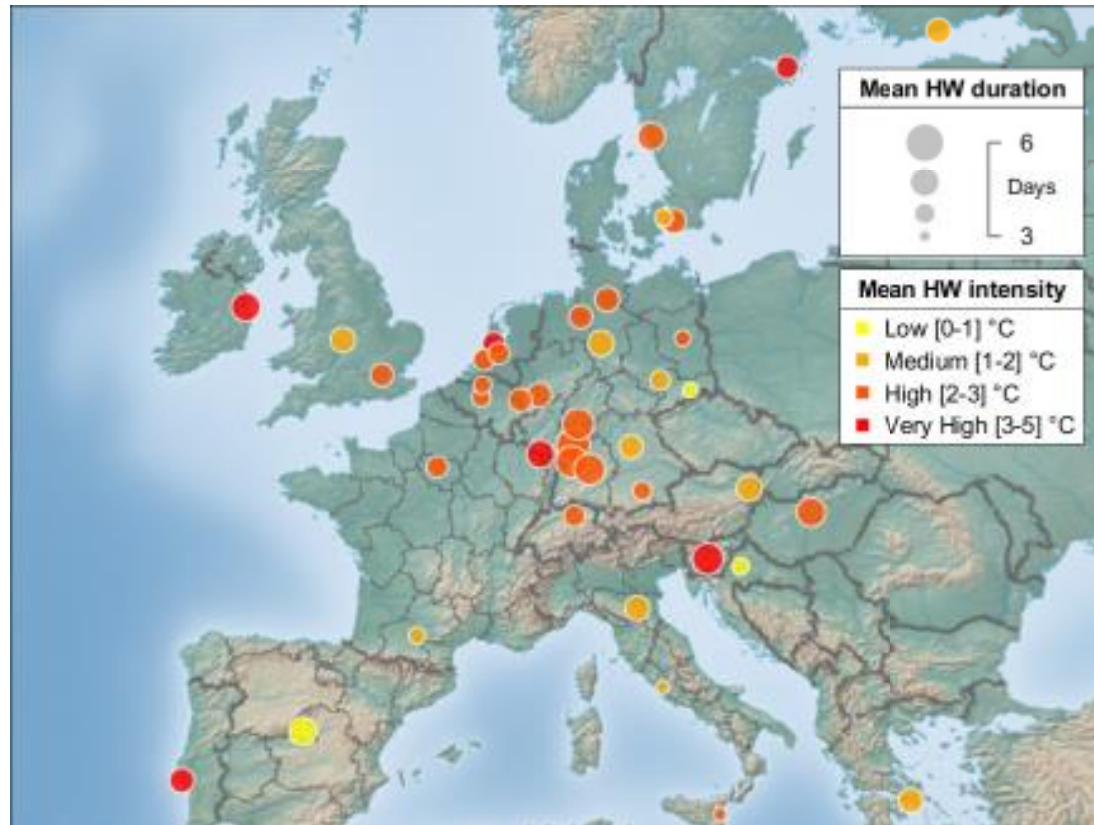 Mean HW duration
6
Days
3
Mean HW intensity
Low [0-1] °C
Medium [1-2] °C
High [2-3] °C
Very High [3-5] °C